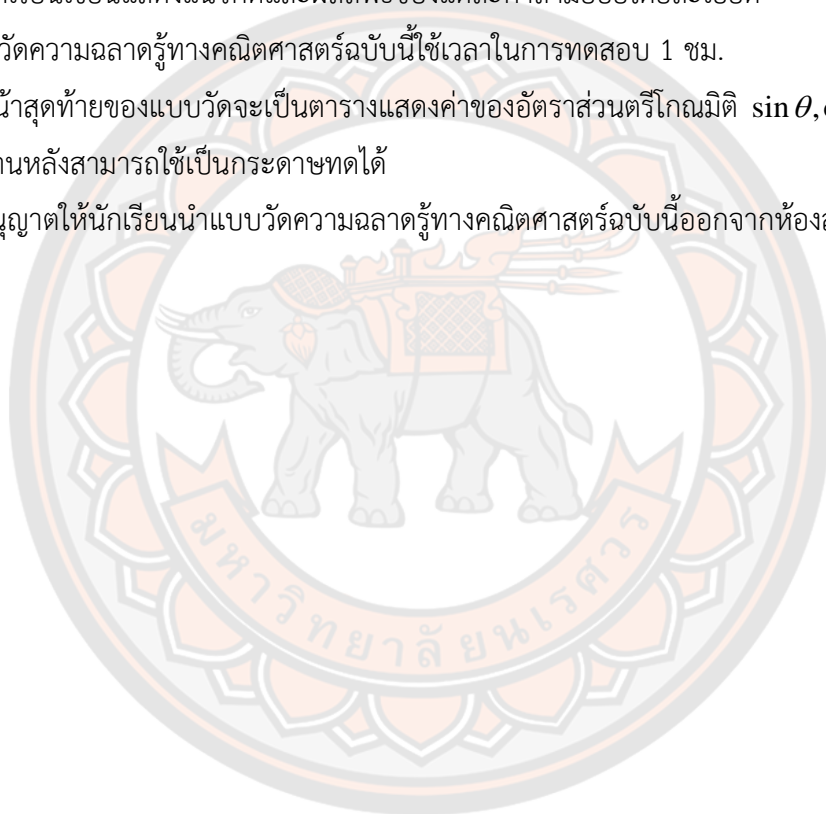 วัดความฉลาดรู้ทางคณิตศาสตร์ฉบับนี้ใช้เวลาในการทดสอบ 1 ชม.
น้าสุดท้ายของแบบวัดจะเป็นตารางแสดงค่าของอัตราส่วนตรีโกณมิติ sin θ,
านหลังสามารถใช้เป็นกระดาษทดได้
นุญาตให้นักเรียนนำแบบวัดความฉลาดรู้ทางคณิตศาสตร์ฉบับนี้ออกจากห้อง
มหาวิทยาลัยนเรศวร